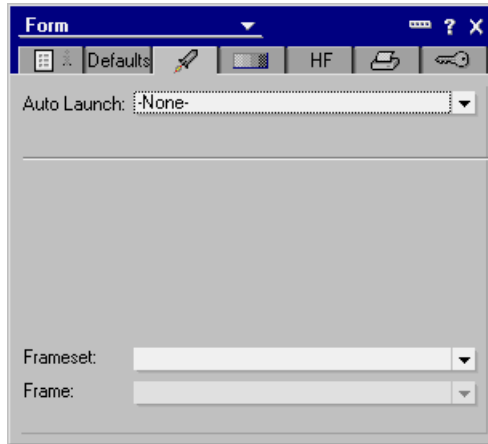 Form ?
Defaults HF
Auto Launch: -None-
Frameset:
Frame: